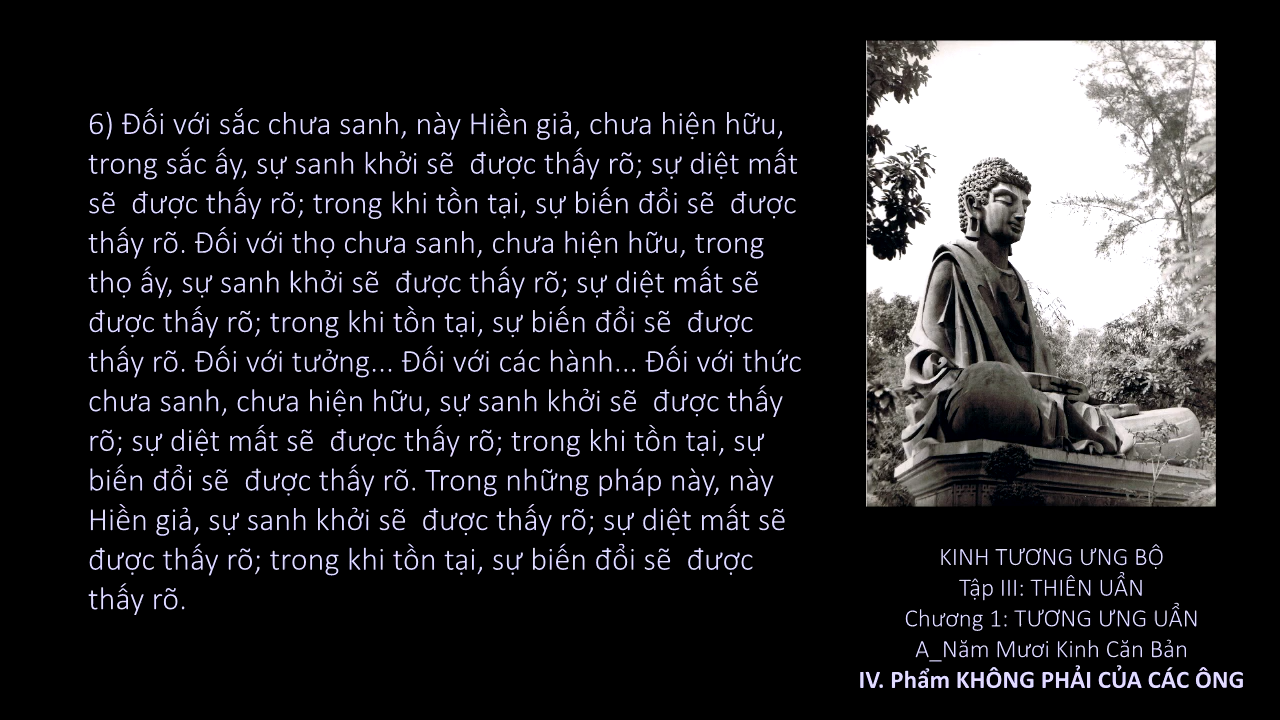 6) Đối với sắc chưa sanh, này Hiền giả, chưa hiện hữu,
trong sắc ấy, sự sanh khởi sẽ  được thấy rõ; sự diệt mất
sẽ  được thấy rõ; trong khi tồn tại, sự biến đổi sẽ  được
thấy rõ. Đối với thọ chưa sanh, chưa hiện hữu, trong
thọ ấy, sự sanh khởi sẽ  được thấy rõ; sự diệt mất sẽ
được thấy rõ; trong khi tồn tại, sự biến đổi sẽ  được
thấy rõ. Đối với tưởng... Đối với các hành... Đối với thức
chưa sanh, chưa hiện hữu, sự sanh khởi sẽ  được thấy
rõ; sự diệt mất sẽ  được thấy rõ; trong khi tồn tại, sự
biến đổi sẽ  được thấy rõ. Trong những pháp này, này
Hiền giả, sự sanh khởi sẽ  được thấy rõ; sự diệt mất sẽ
được thấy rõ; trong khi tồn tại, sự biến đổi sẽ  được
thấy rõ.
KINH TƯƠNG ƯNG BỘ
Tập III: THIÊN UẨN
Chương 1: TƯƠNG ƯNG UẨN
A_Năm Mươi Kinh Căn Bản
IV. Phẩm KHÔNG PHẢI CỦA CÁC ÔNG